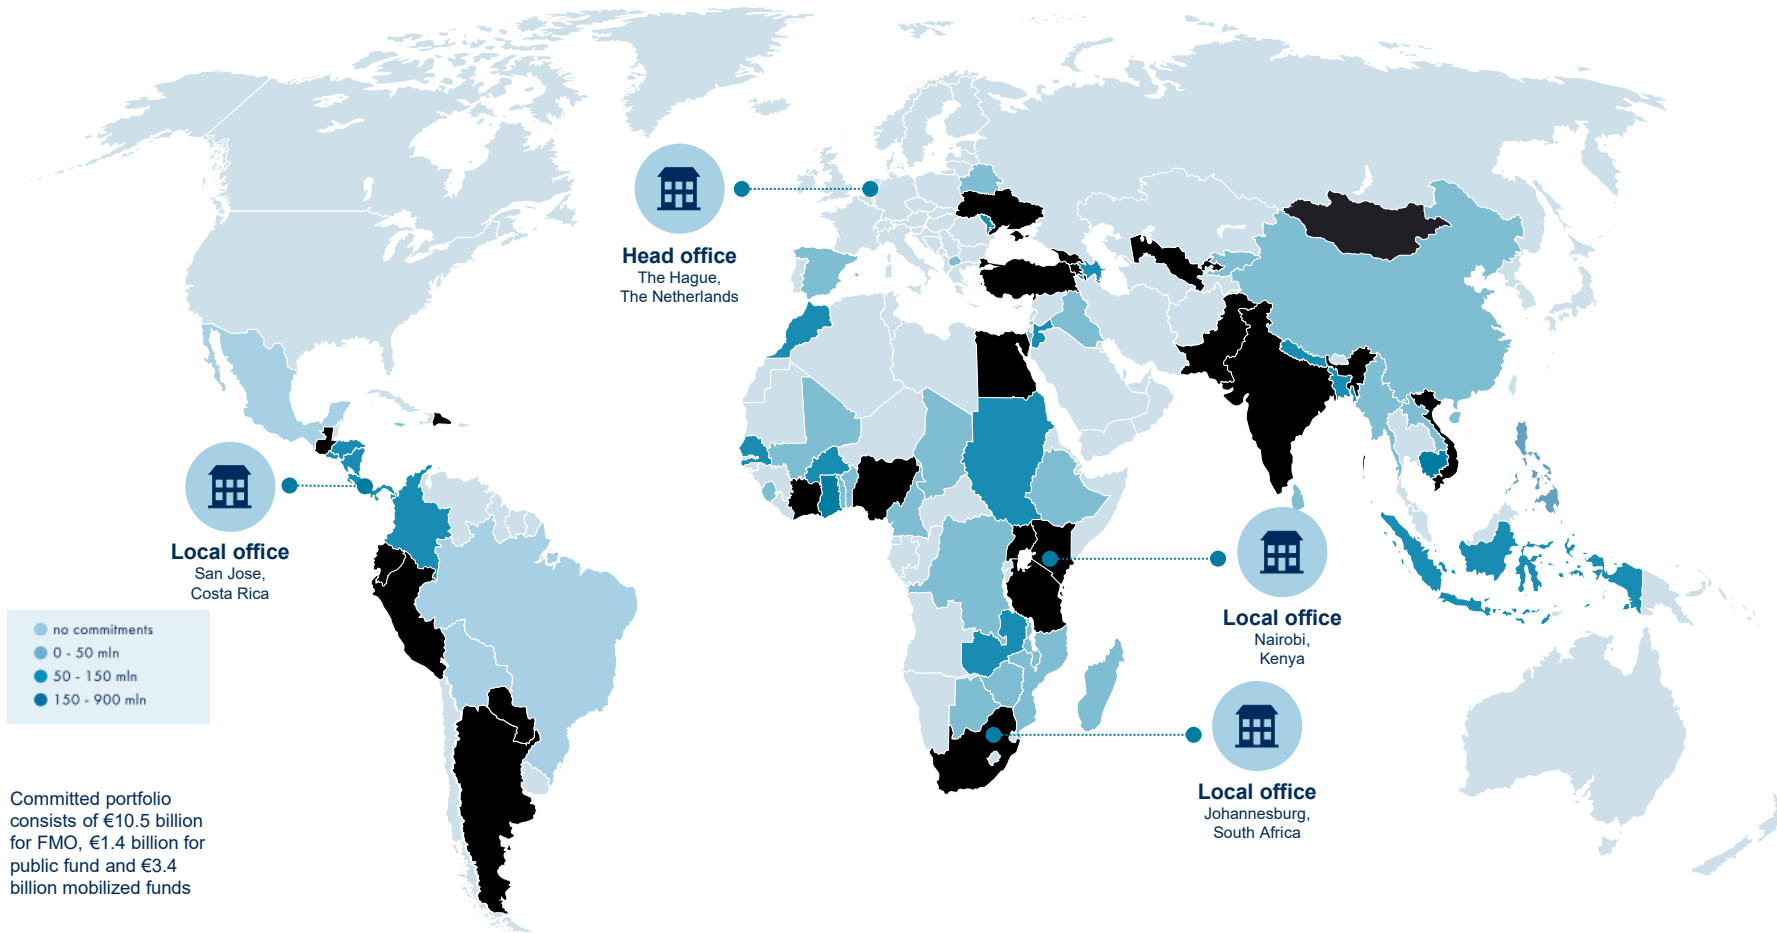 Head office
The Hague,
The Netherlands
Local office
San Jose,
Costa Rica
Local office
Nairobi,
Kenya
Local office
Johannesburg,
South Africa
no commitments
0 - 50 mln
50 - 150 mln
150 - 900 mln
Committed portfolio
consists of €10.5 billion
for FMO, €1.4 billion for
public fund and €3.4
billion mobilized funds